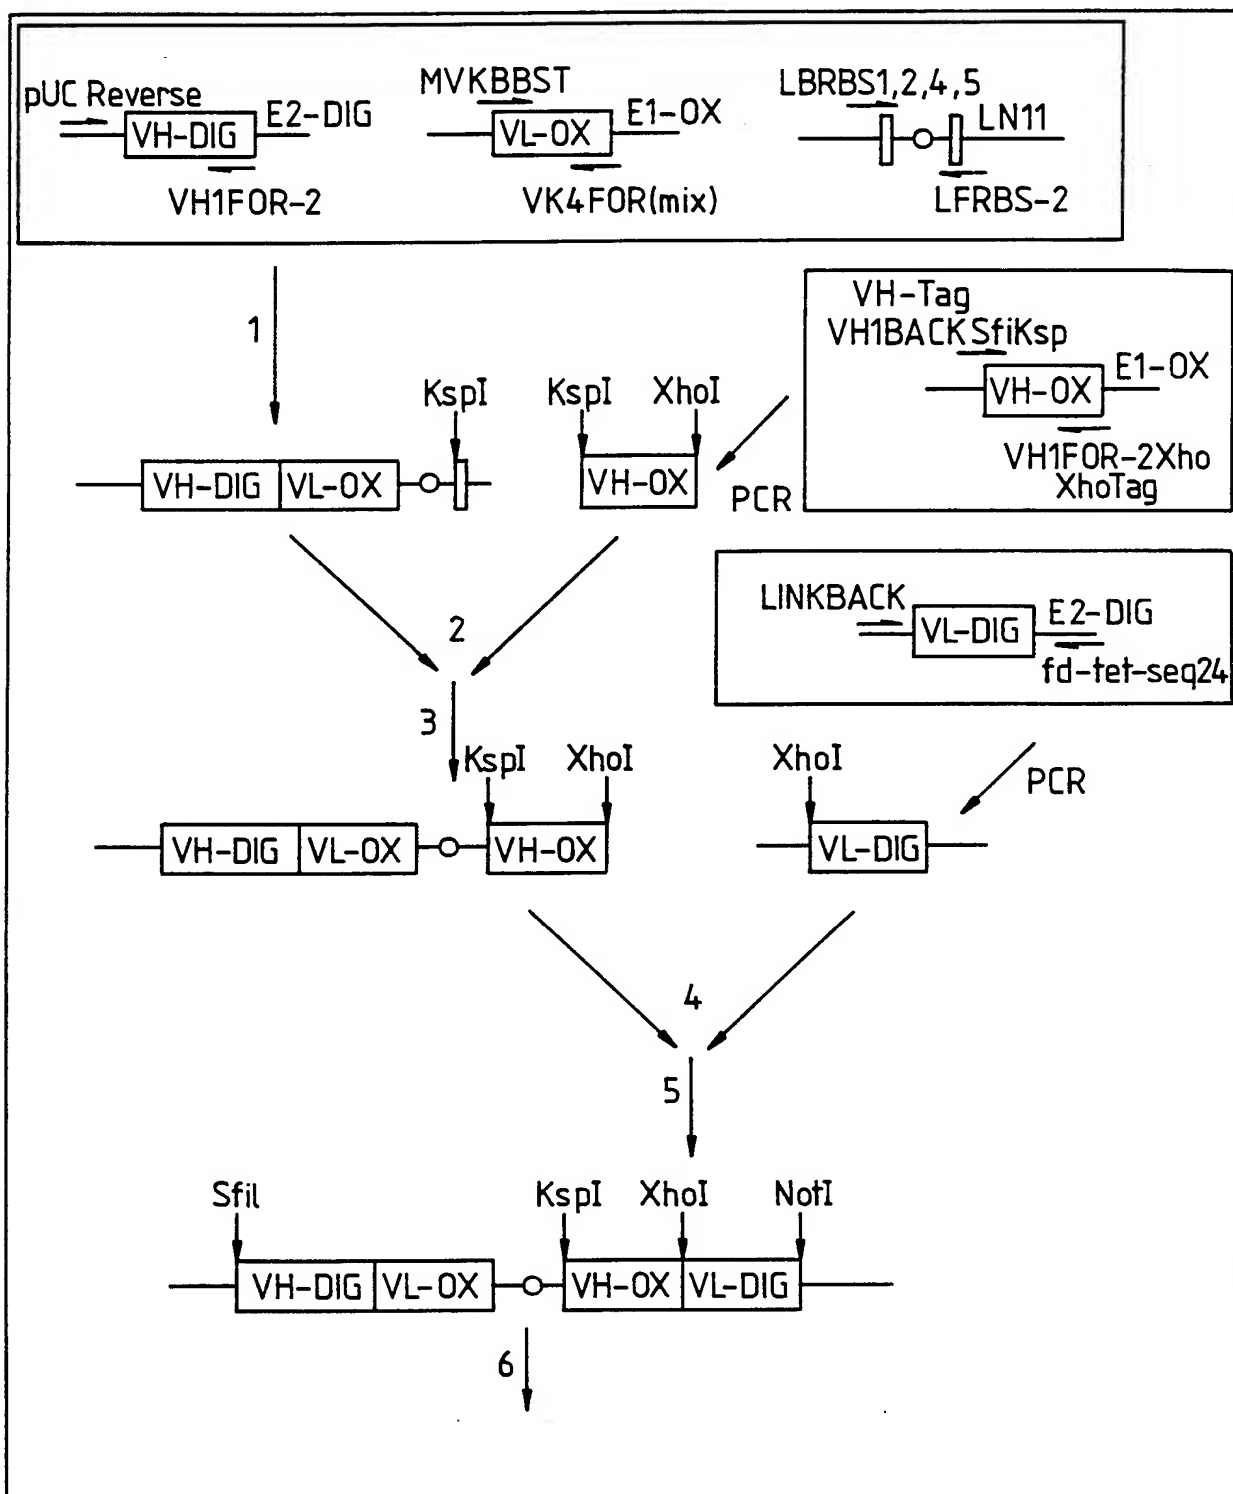 pUC Reverse
VH-DIG
E2-DIG
VH1FOR-2
MVKBBST
VL-OX
E1-OX
VK4FOR(mix)
LBRBS1,2,4,5
LN11
LFRBS-2
1
VH-Tag
VH1BACKSfiKsp
VH-OX
E1-OX
VH1FOR-2Xho
XhoTag
PCR
KspI
VH-DIG VL-OX
KspI XhoI
VH-OX
2
LINKBACK
VL-DIG
E2-DIG
fd-tet-seq24
PCR
3
KspI XhoI
VH-DIG VL-OX VH-OX
XhoI
VL-DIG
4
5
SfiI KspI XhoI NotI
VH-DIG VL-OX VH-OX VL-DIG
6